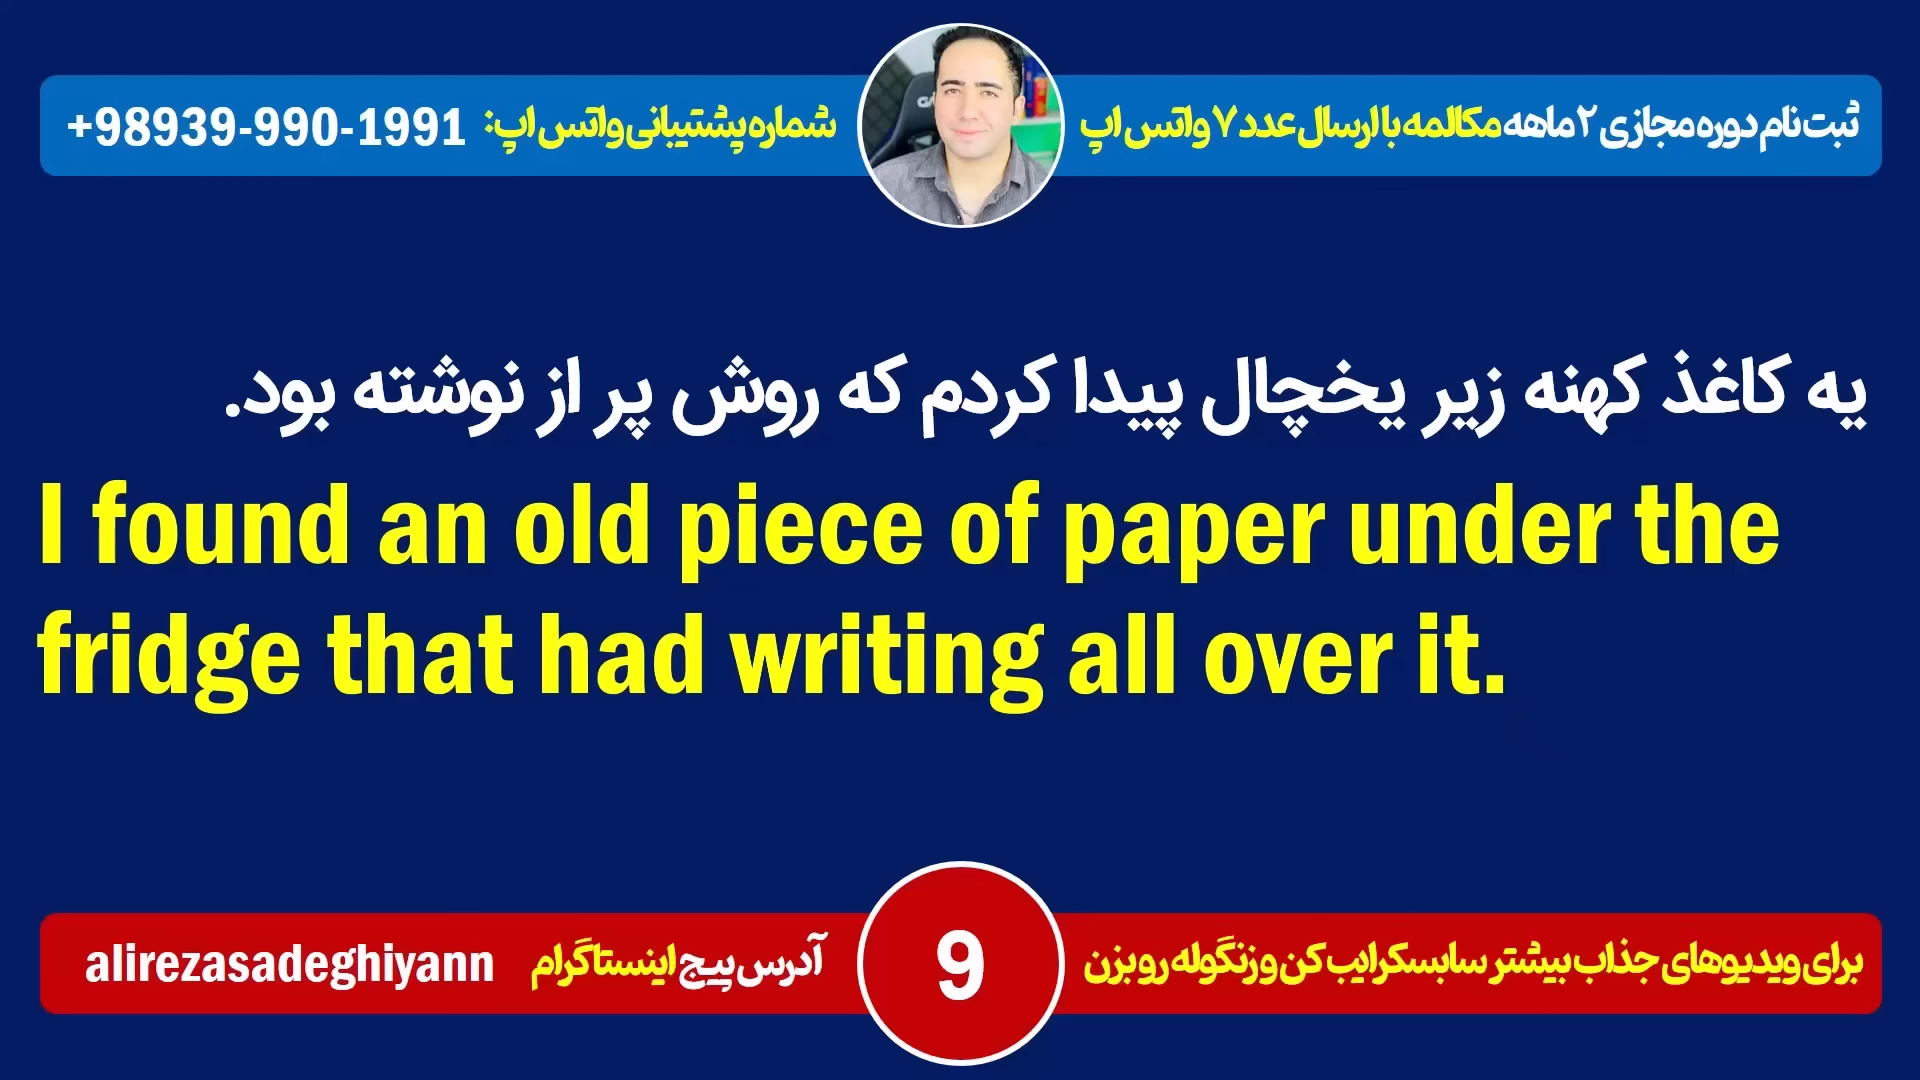 ثبت نام دوره مجازی ۲ ماهه مکالمه با ارسال عدد ۷ واتس اپ
شماره پشتیبانی واتس اپ: +98939-990-1991
یه کاغذ کهنه زیر یخچال پیدا کردم که روش پر از نوشته بود.
I found an old piece of paper under the
fridge that had writing all over it.
برای ویدیوهای جذاب بیشتر سابسکرایب کن و زنگوله رو بزن
9
آدرس پیج اینستاگرام alirezasadeghiyann